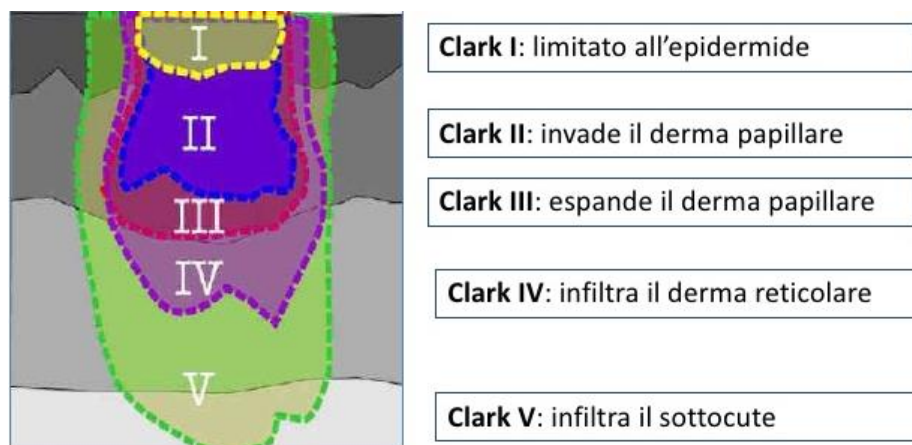 I
Clark I: limitato all'epidermide
II
Clark II: invade il derma papillare
III
Clark III: espande il derma papillare
IV
Clark IV: infiltra il derma reticolare
V
Clark V: infiltra il sottocute